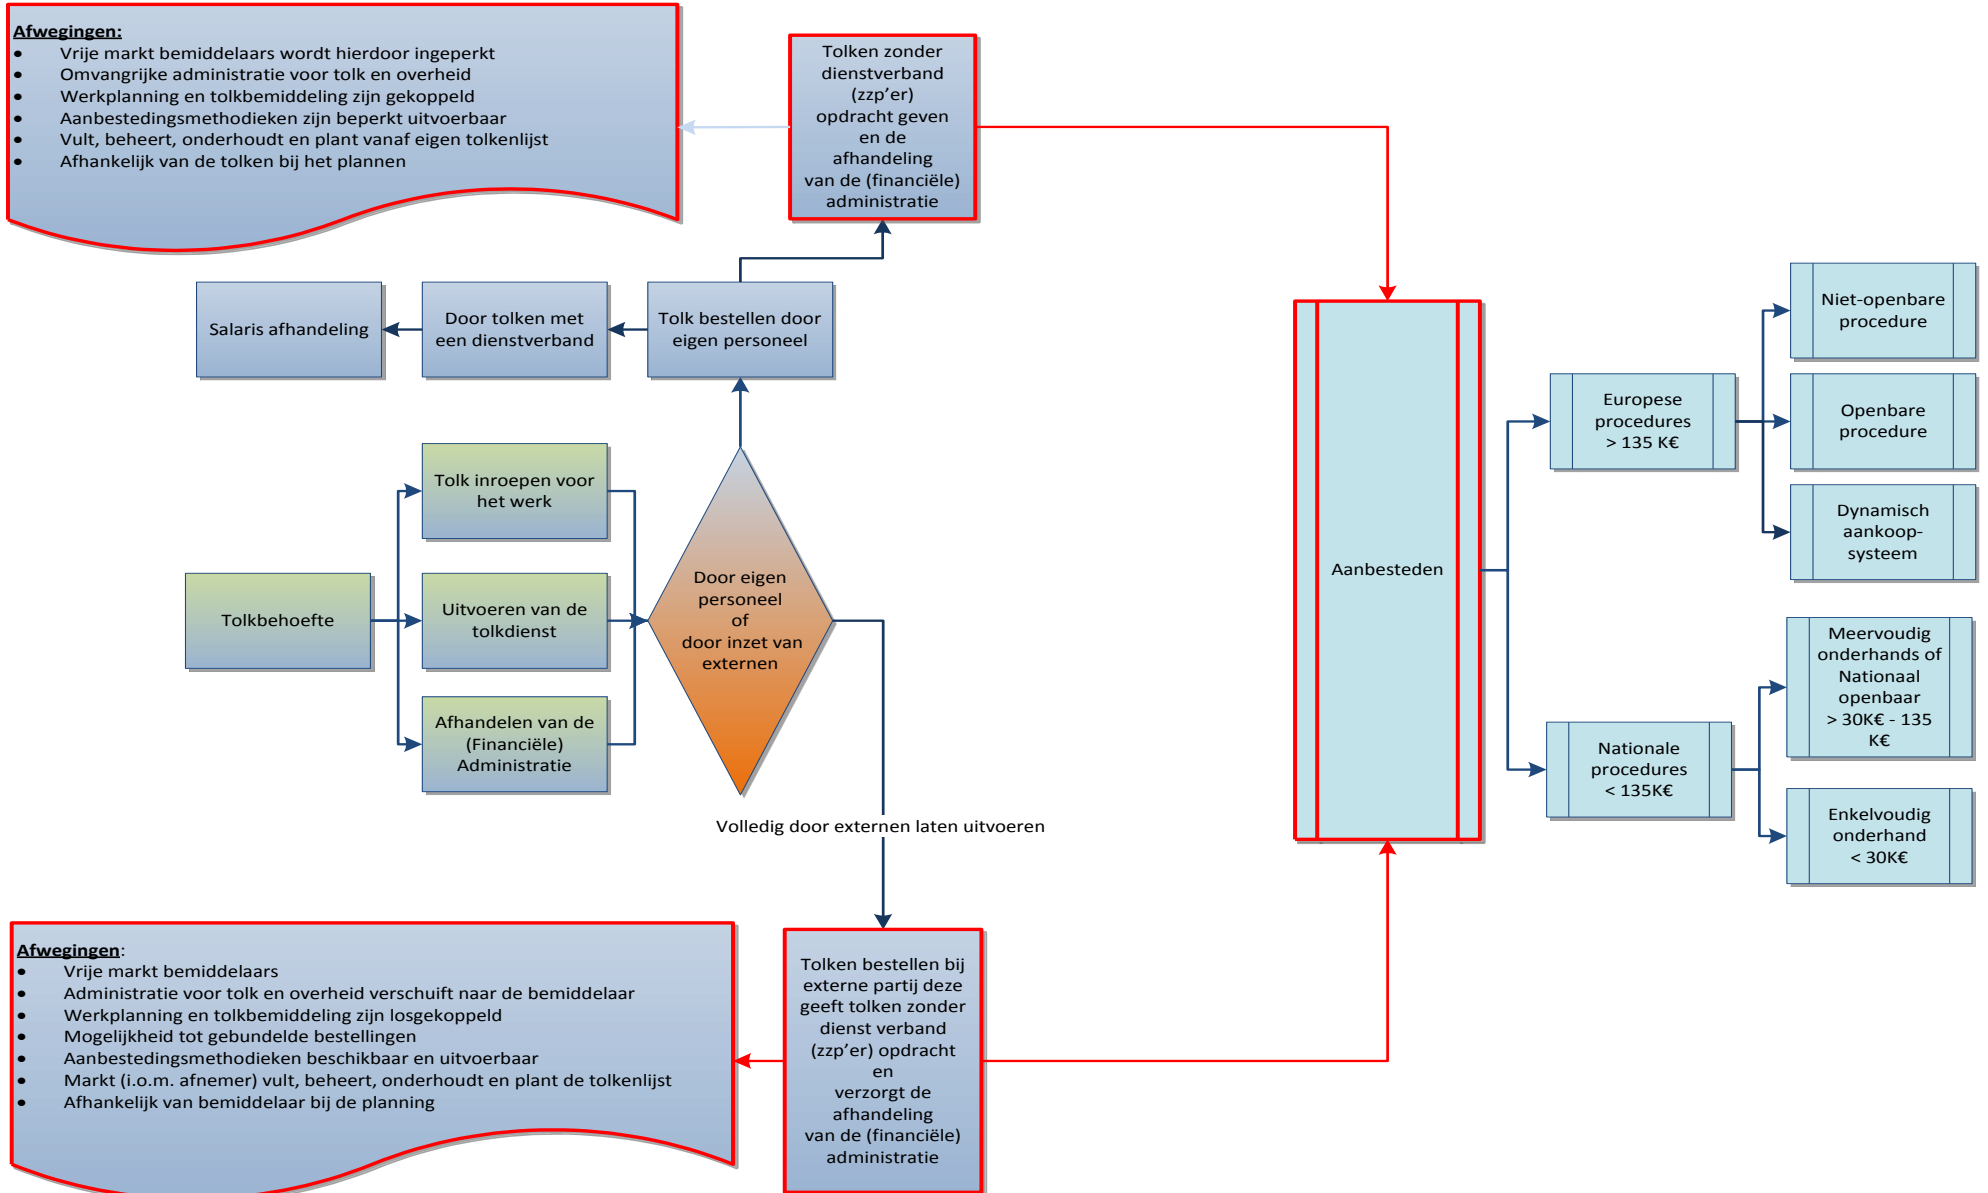 Afwegingen:
• Vrije markt bemiddelaars wordt hierdoor ingeperkt
• Omvangrijke administratie voor tolk en overheid
• Werkplanning en tolkbemiddeling zijn gekoppeld
• Aanbestedingsmethodieken zijn beperkt uitvoerbaar
• Vult, beheert, onderhoudt en plant vanaf eigen tolkenlijst
• Afhankelijk van de tolken bij het plannen
Tolken zonder
dienstverband
(zzp'er)
opdracht geven
en de
afhandeling
van de (financiële)
administratie
Salaris afhandeling
Door tolken met
een dienstverband
Tolk bestellen door
eigen personeel
Tolkbehoefte
Tolk inroepen voor
het werk
Uitvoeren van de
tolkdienst
Afhandelen van de
(Financiële)
Administratie
Door eigen
personeel
of
door inzet van
externen
Volledig door externen laten uitvoeren
Afwegingen:
• Vrije markt bemiddelaars
• Administratie voor tolk en overheid verschuift naar de bemiddelaar
• Werkplanning en tolkbemiddeling zijn losgekoppeld
• Mogelijkheid tot gebundelde bestellingen
• Aanbestedingsmethodieken beschikbaar en uitvoerbaar
• Markt (i.o.m. afnemer) vult, beheert, onderhoudt en plant de tolkenlijst
• Afhankelijk van bemiddelaar bij de planning
Tolken bestellen bij
externe partij deze
geeft tolken zonder
dienst verband
(zzp'er) opdracht
en
verzorgt de
afhandeling
van de (financiële)
administratie
Aanbesteden
Europese
procedures
> 135 K€
Niet-openbare
procedure
Openbare
procedure
Dynamisch
aankoop-
systeem
Nationale
procedures
< 135K€
Meervoudig
onderhands of
Nationaal
openbaar
> 30K€ - 135
K€
Enkelvoudig
onderhand
< 30K€